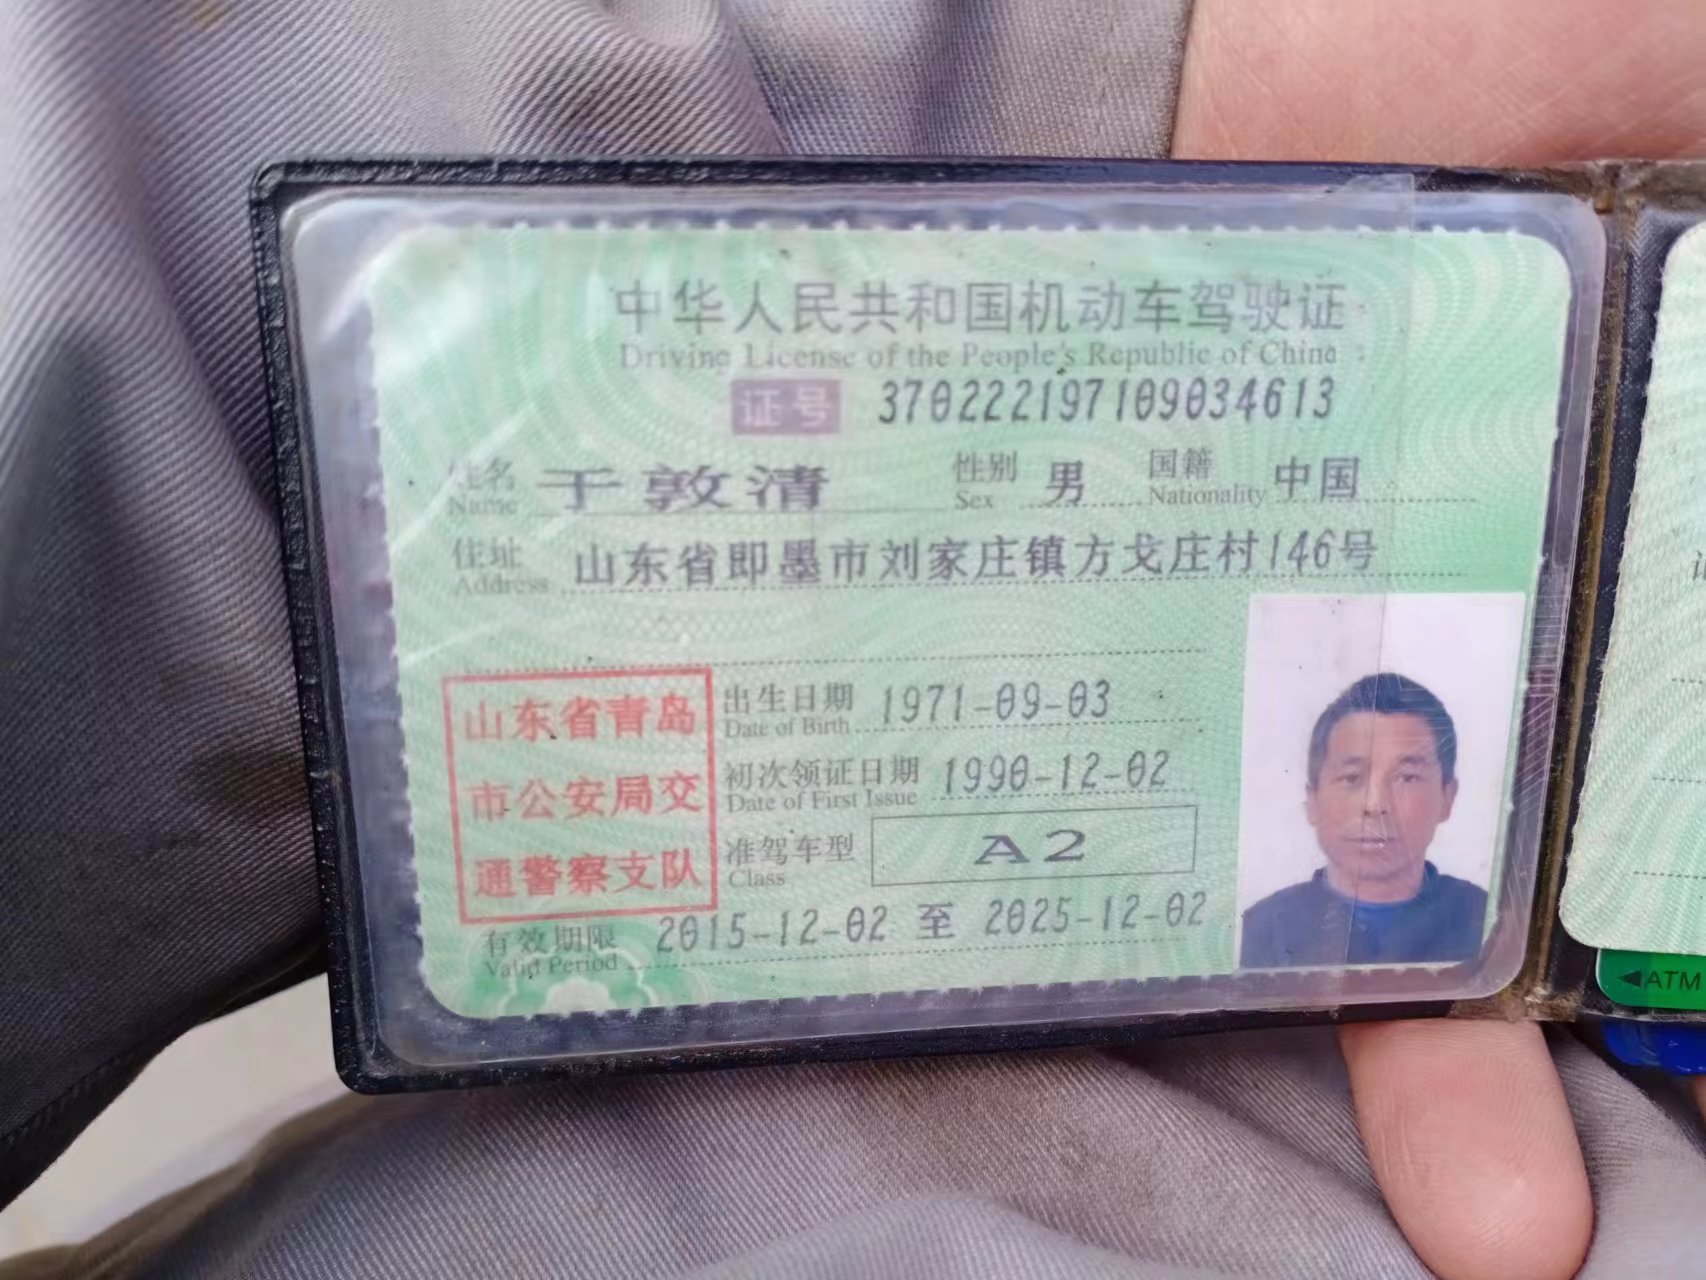 中华人民共和国机动车驾驶证
Driving License of the People's Republic of China
证号 370222197109034613
姓名 于敦清 性别 男 国籍 中国
Name Sex Nationality
住址 山东省即墨市刘家庄镇方戈庄村146号
Address
山东省青岛
市公安局交
通警察支队
出生日期 1971-09-03
Date of Birth
初次领证日期 1990-12-02
Date of First Issue
准驾车型 A2
Class
有效期限 2015-12-02 至 2025-12-02
Valid Period
◀ATM